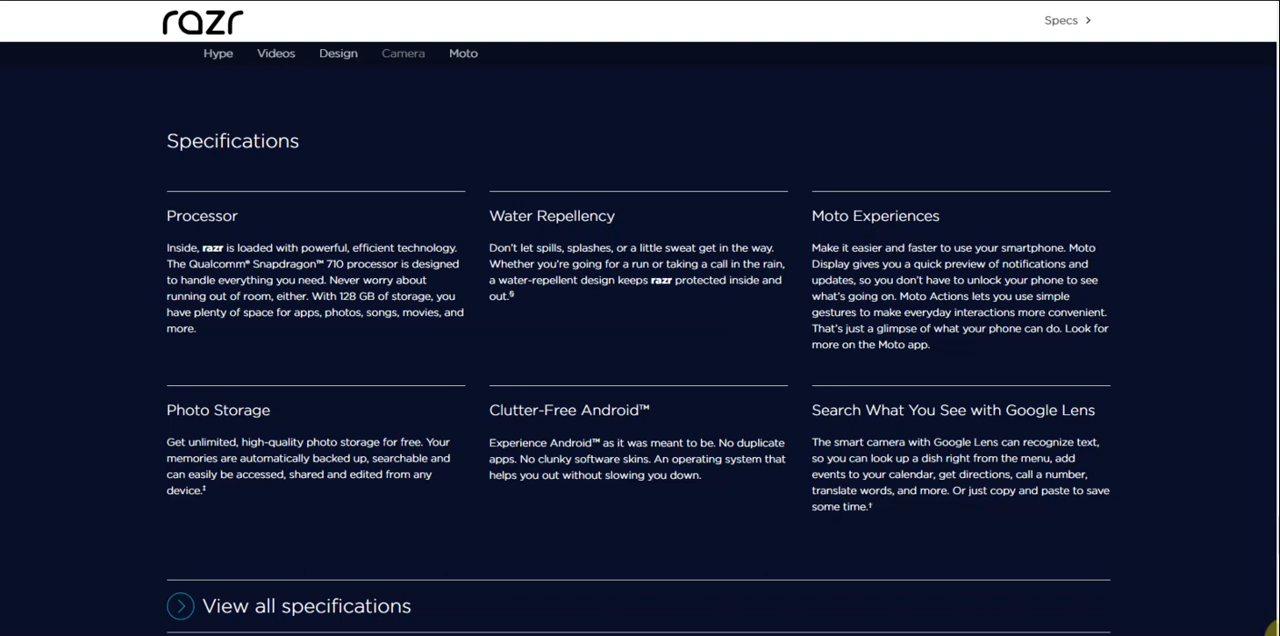 razr
Specs >
Hype Videos Design Camera Moto
Specifications
Processor
Inside, razr is loaded with powerful, efficient technology.
The Qualcomm® Snapdragon™ 710 processor is designed
to handle everything you need. Never worry about
running out of room, either. With 128 GB of storage, you
have plenty of space for apps, photos, songs, movies, and
more.
Water Repellency
Don't let spills, splashes, or a little sweat get in the way.
Whether you're going for a run or taking a call in the rain,
a water-repellent design keeps razr protected inside and
out.§
Moto Experiences
Make it easier and faster to use your smartphone. Moto
Display gives you a quick preview of notifications and
updates, so you don't have to unlock your phone to see
what's going on. Moto Actions lets you use simple
gestures to make everyday interactions more convenient.
That's just a glimpse of what your phone can do. Look for
more on the Moto app.
Photo Storage
Get unlimited, high-quality photo storage for free. Your
memories are automatically backed up, searchable and
can easily be accessed, shared and edited from any
device.‡
Clutter-Free Android™
Experience Android™ as it was meant to be. No duplicate
apps. No clunky software skins. An operating system that
helps you out without slowing you down.
Search What You See with Google Lens
The smart camera with Google Lens can recognize text,
so you can look up a dish right from the menu, add
events to your calendar, get directions, call a number,
translate words, and more. Or just copy and paste to save
some time.†
View all specifications